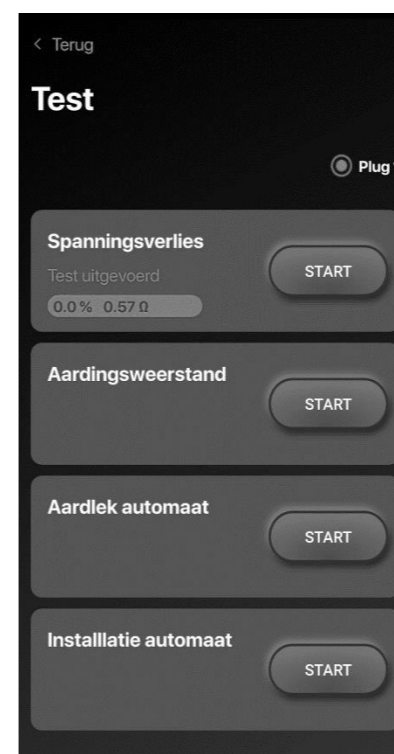 < Terug
Test
Plug
Spanningsverlies
Test uitgevoerd
START
0.0 % 0.57 Ω
Aardingsweerstand
START
Aardlek automaat
START
Installlatie automaat
START